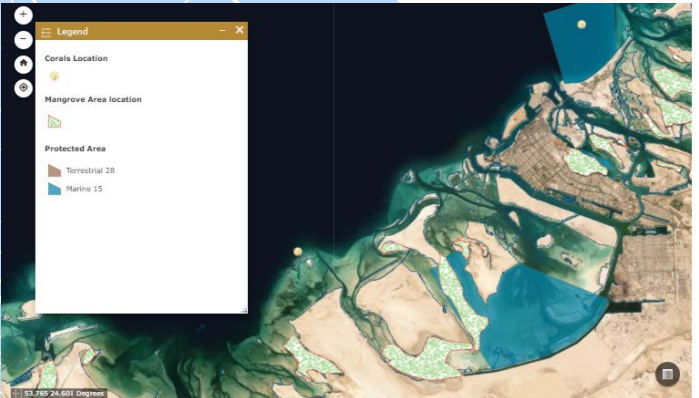 Legend
Corals Location
Mangrove Area location
Protected Area
Terrestrial 28
Marine 15
53.765 24.601 Degrees